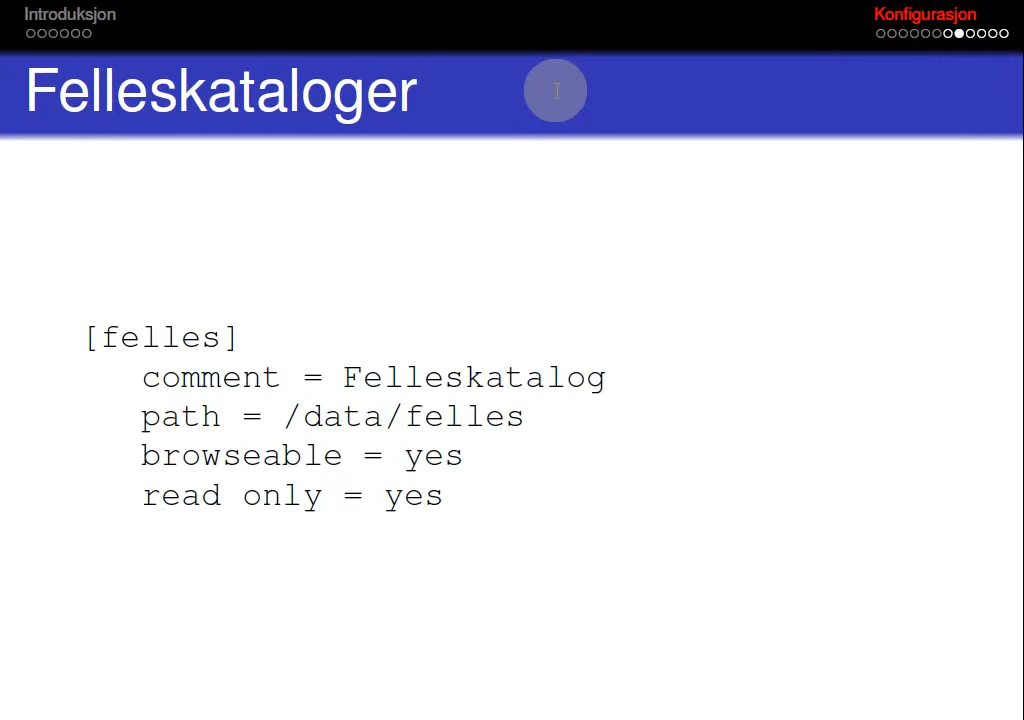 Introduksjon
Konfigurasjon
Felleskataloger
[felles]
comment = Felleskatalog
path = /data/felles
browseable = yes
read only = yes